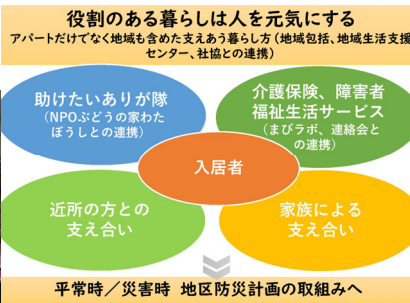 役割のある暮らしは人を元気にする
アパートだけでなく地域も含めた支えあう暮らし方（地域包括、地域生活支援
センター、社協との連携）
助けたいありが隊
（NPOぶどうの家わた
ぼうしとの連携）
介護保険、障害者
福祉生活サービス
（まびラボ、連絡会と
の連携）
入居者
近所の方との
支え合い
家族による
支え合い
平常時／災害時 地区防災計画の取組みへ